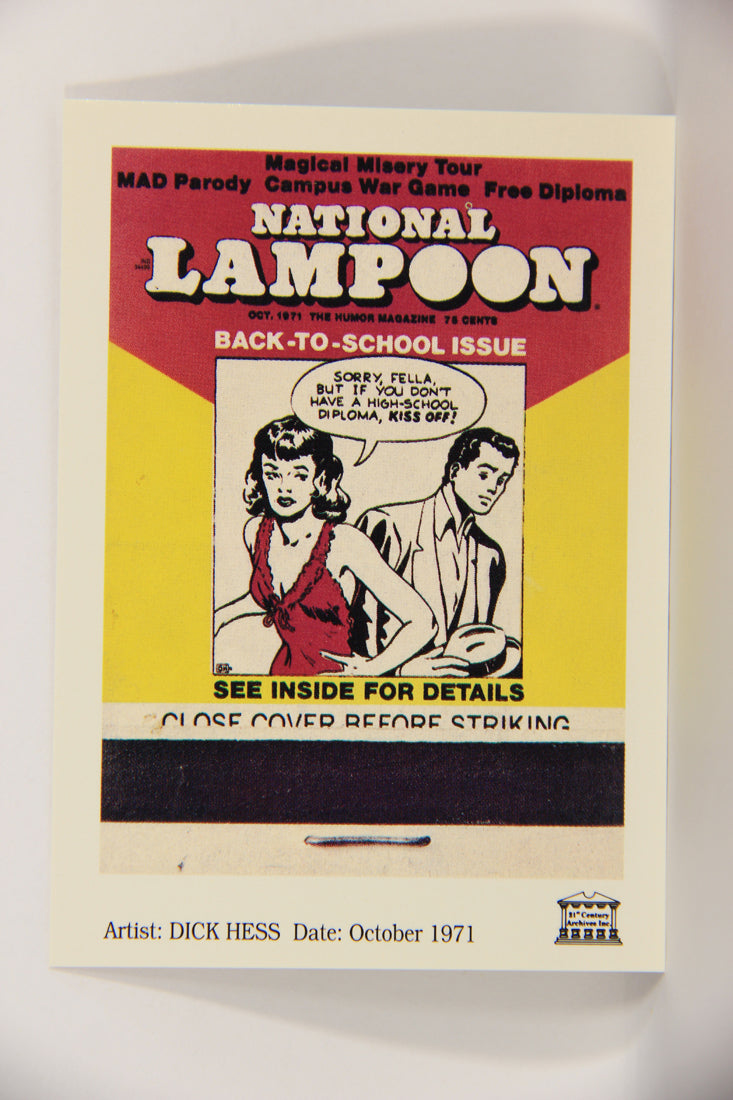 Magical Misery Tour
MAD Parody Campus War Game Free Diploma
NATIONAL
LAMPOON
OCT. 1971 THE HUMOR MAGAZINE 75 CENTS
BACK-TO-SCHOOL ISSUE
SORRY, FELLA,
BUT IF YOU DON'T
HAVE A HIGH-SCHOOL
DIPLOMA, KISS OFF!
SEE INSIDE FOR DETAILS
CLOSE COVER BEFORE STRIKING
Artist: DICK HESS Date: October 1971
21st Century
Archives Inc.